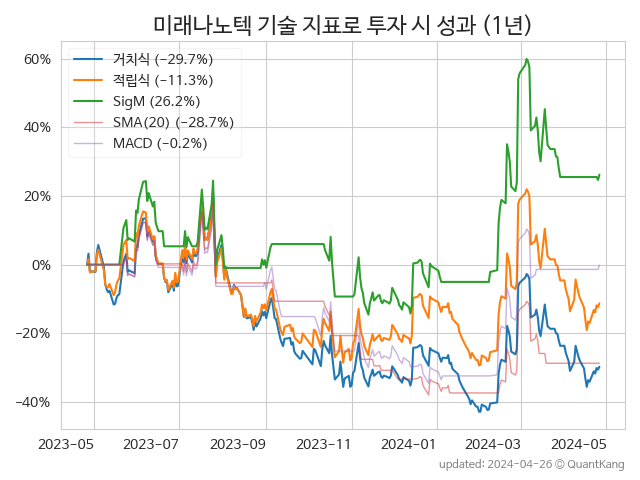 미래나노텍 기술 지표로 투자 시 성과 (1년)
60%
40%
20%
0%
−20%
−40%
거치식 (−29.7%)
적립식 (−11.3%)
SigM (26.2%)
SMA(20) (−28.7%)
MACD (−0.2%)
2023-05 2023-07 2023-09 2023-11 2024-01 2024-03 2024-05
updated: 2024-04-26 © QuantKang